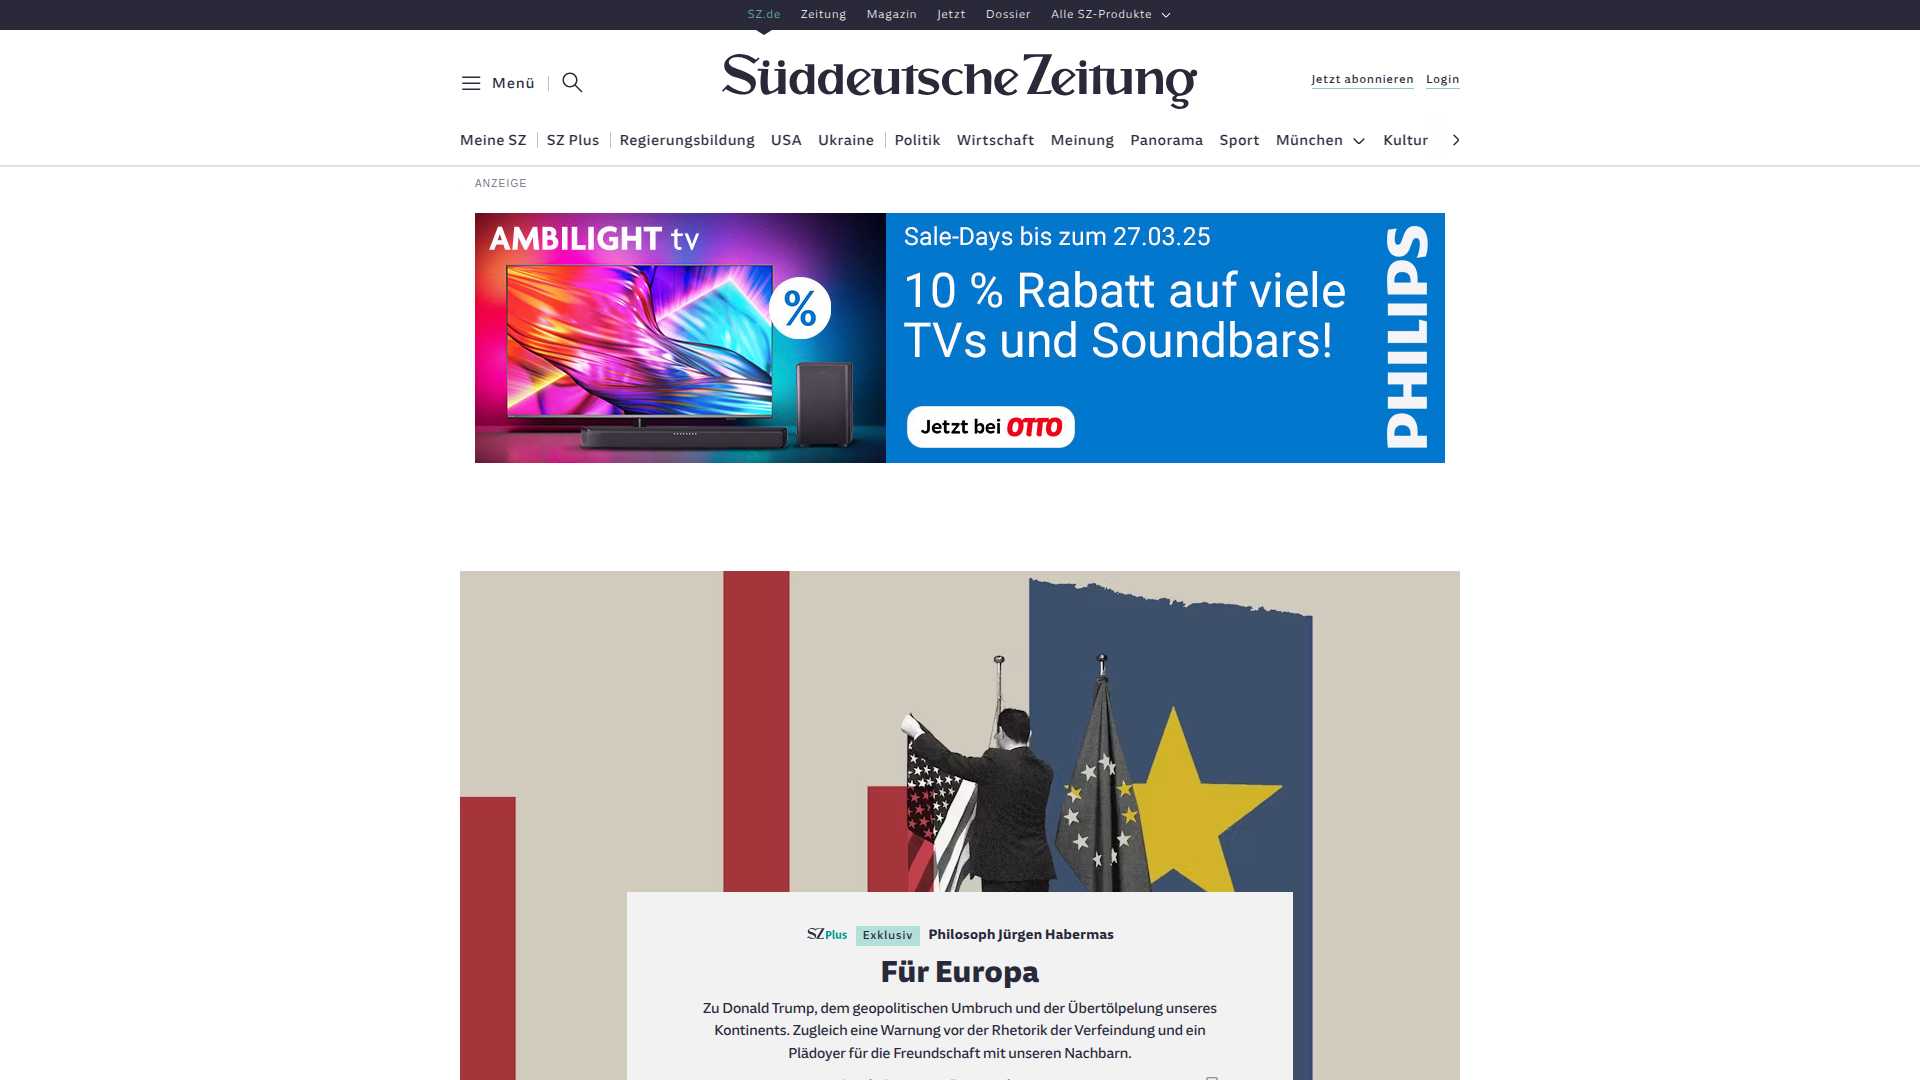 SZ.de Zeitung Magazin Jetzt Dossier Alle SZ-Produkte
Menü
Süddeutsche Zeitung
Jetzt abonnieren Login
Meine SZ SZ Plus Regierungsbildung USA Ukraine Politik Wirtschaft Meinung Panorama Sport München Kultur
ANZEIGE
AMBILIGHT tv
%
Sale-Days bis zum 27.03.25
10 % Rabatt auf viele
TVs und Soundbars!
Jetzt bei OTTO
PHILIPS
SZ Plus Exklusiv Philosoph Jürgen Habermas
Für Europa
Zu Donald Trump, dem geopolitischen Umbruch und der Übertölpelung unseres
Kontinents. Zugleich eine Warnung vor der Rhetorik der Verfeindung und ein
Plädoyer für die Freundschaft mit unseren Nachbarn.